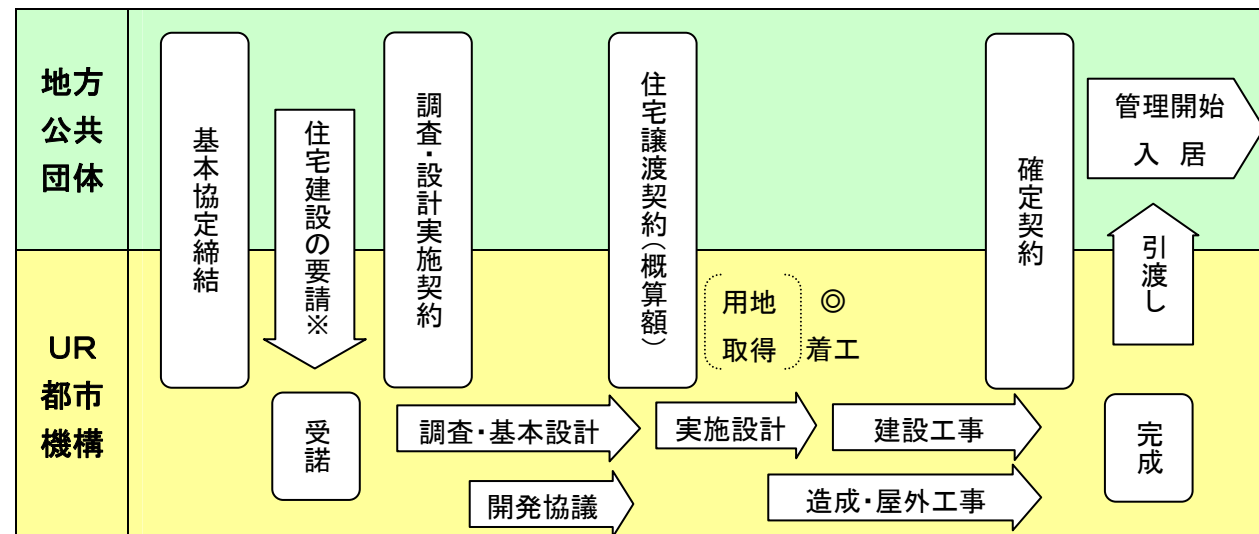 地方
公共
団体
UR
都市
機構
基本協定締結
住宅建設の要請※
受諾
調査・設計実施契約
調査・基本設計
開発協議
住宅譲渡契約(概算額)
用地
取得
◎
着工
実施設計
建設工事
造成・屋外工事
確定契約
管理開始
入 居
引渡し
完成